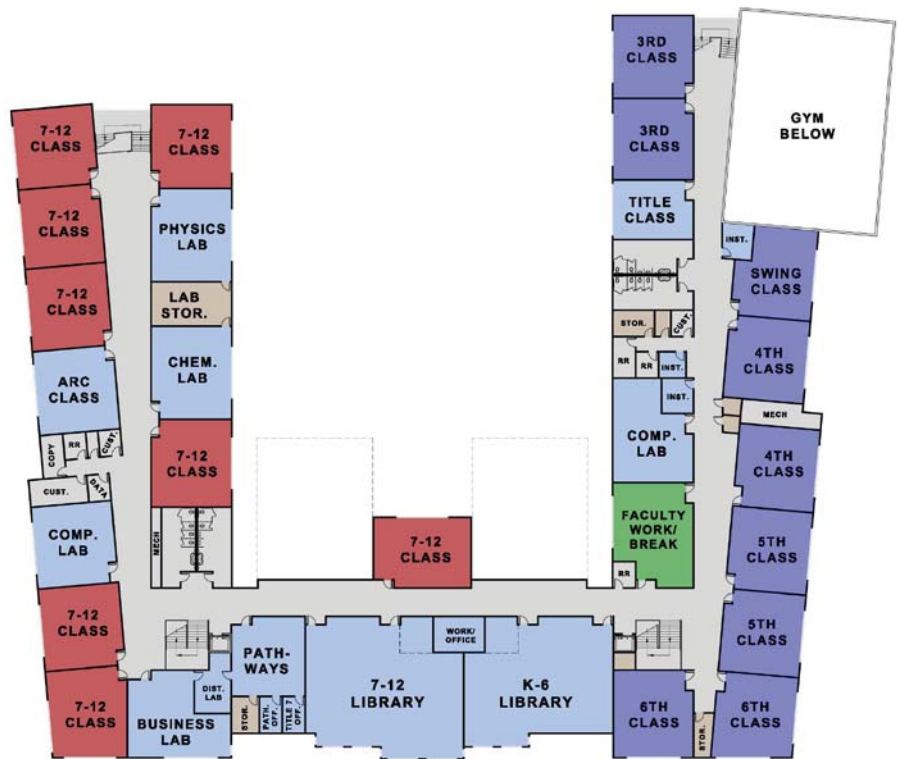 3RD
CLASS
3RD
CLASS
TITLE
CLASS
GYM
BELOW
INST.
SWING
CLASS
STOR.
CUST.
RR
RR
INST.
INST.
4TH
CLASS
MECH
COMP.
LAB
4TH
CLASS
FACULTY
WORK/
BREAK
RR
5TH
CLASS
5TH
CLASS
6TH
CLASS
STOR.
6TH
CLASS
7-12
CLASS
7-12
CLASS
7-12
CLASS
PHYSICS
LAB
7-12
CLASS
LAB
STOR.
ARC
CLASS
CHEM.
LAB
COPY
RR
CUST.
CUST.
DATA
7-12
CLASS
COMP.
LAB
MECH
7-12
CLASS
7-12
CLASS
7-12
CLASS
BUSINESS
LAB
DIST.
LAB
PATH-
WAYS
STOR.
PATH.
OFF.
TITLE 7
OFF.
7-12
LIBRARY
WORK/
OFFICE
K-6
LIBRARY